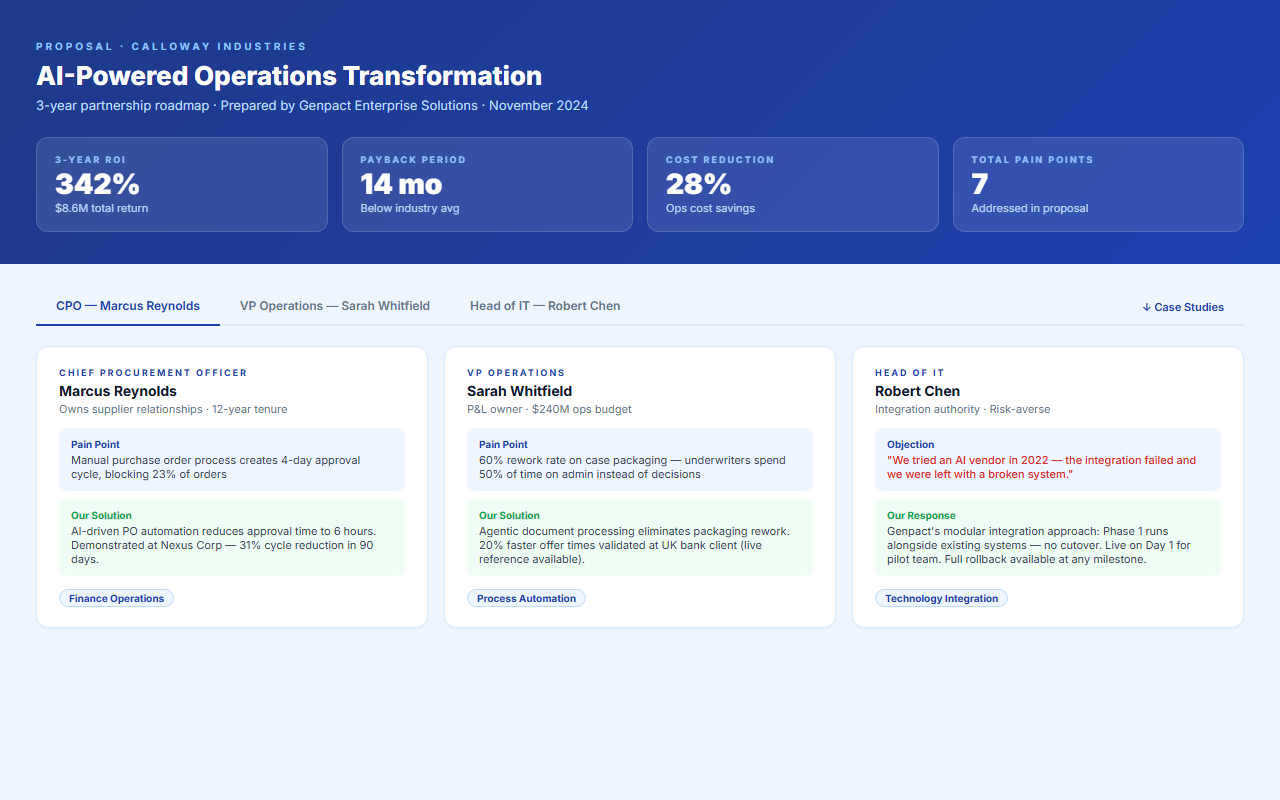 PROPOSAL · CALLOWAY INDUSTRIES
AI-Powered Operations Transformation
3-year partnership roadmap · Prepared by Genpact Enterprise Solutions · November 2024
3-YEAR ROI
342%
$8.6M total return
PAYBACK PERIOD
14 mo
Below industry avg
COST REDUCTION
28%
Ops cost savings
TOTAL PAIN POINTS
7
Addressed in proposal
CPO — Marcus Reynolds
VP Operations — Sarah Whitfield
Head of IT — Robert Chen
↓ Case Studies
CHIEF PROCUREMENT OFFICER
Marcus Reynolds
Owns supplier relationships · 12-year tenure
Pain Point
Manual purchase order process creates 4-day approval
cycle, blocking 23% of orders
Our Solution
AI-driven PO automation reduces approval time to 6 hours.
Demonstrated at Nexus Corp — 31% cycle reduction in 90
days.
Finance Operations
VP OPERATIONS
Sarah Whitfield
P&L owner · $240M ops budget
Pain Point
60% rework rate on case packaging — underwriters spend
50% of time on admin instead of decisions
Our Solution
Agentic document processing eliminates packaging rework.
20% faster offer times validated at UK bank client (live
reference available).
Process Automation
HEAD OF IT
Robert Chen
Integration authority · Risk-averse
Objection
"We tried an AI vendor in 2022 — the integration failed and
we were left with a broken system."
Our Response
Genpact's modular integration approach: Phase 1 runs
alongside existing systems — no cutover. Live on Day 1 for
pilot team. Full rollback available at any milestone.
Technology Integration